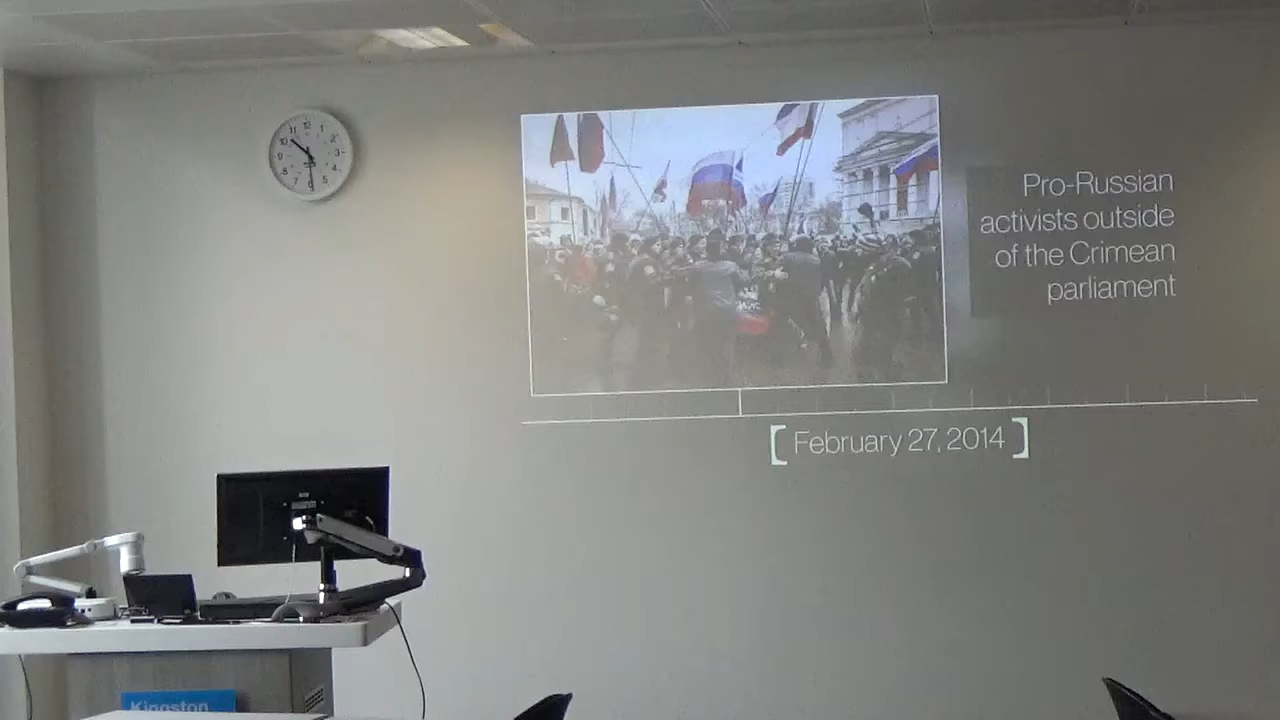 Pro-Russian
activists outside
of the Crimean
parliament
[ February 27, 2014 ]
Kingston